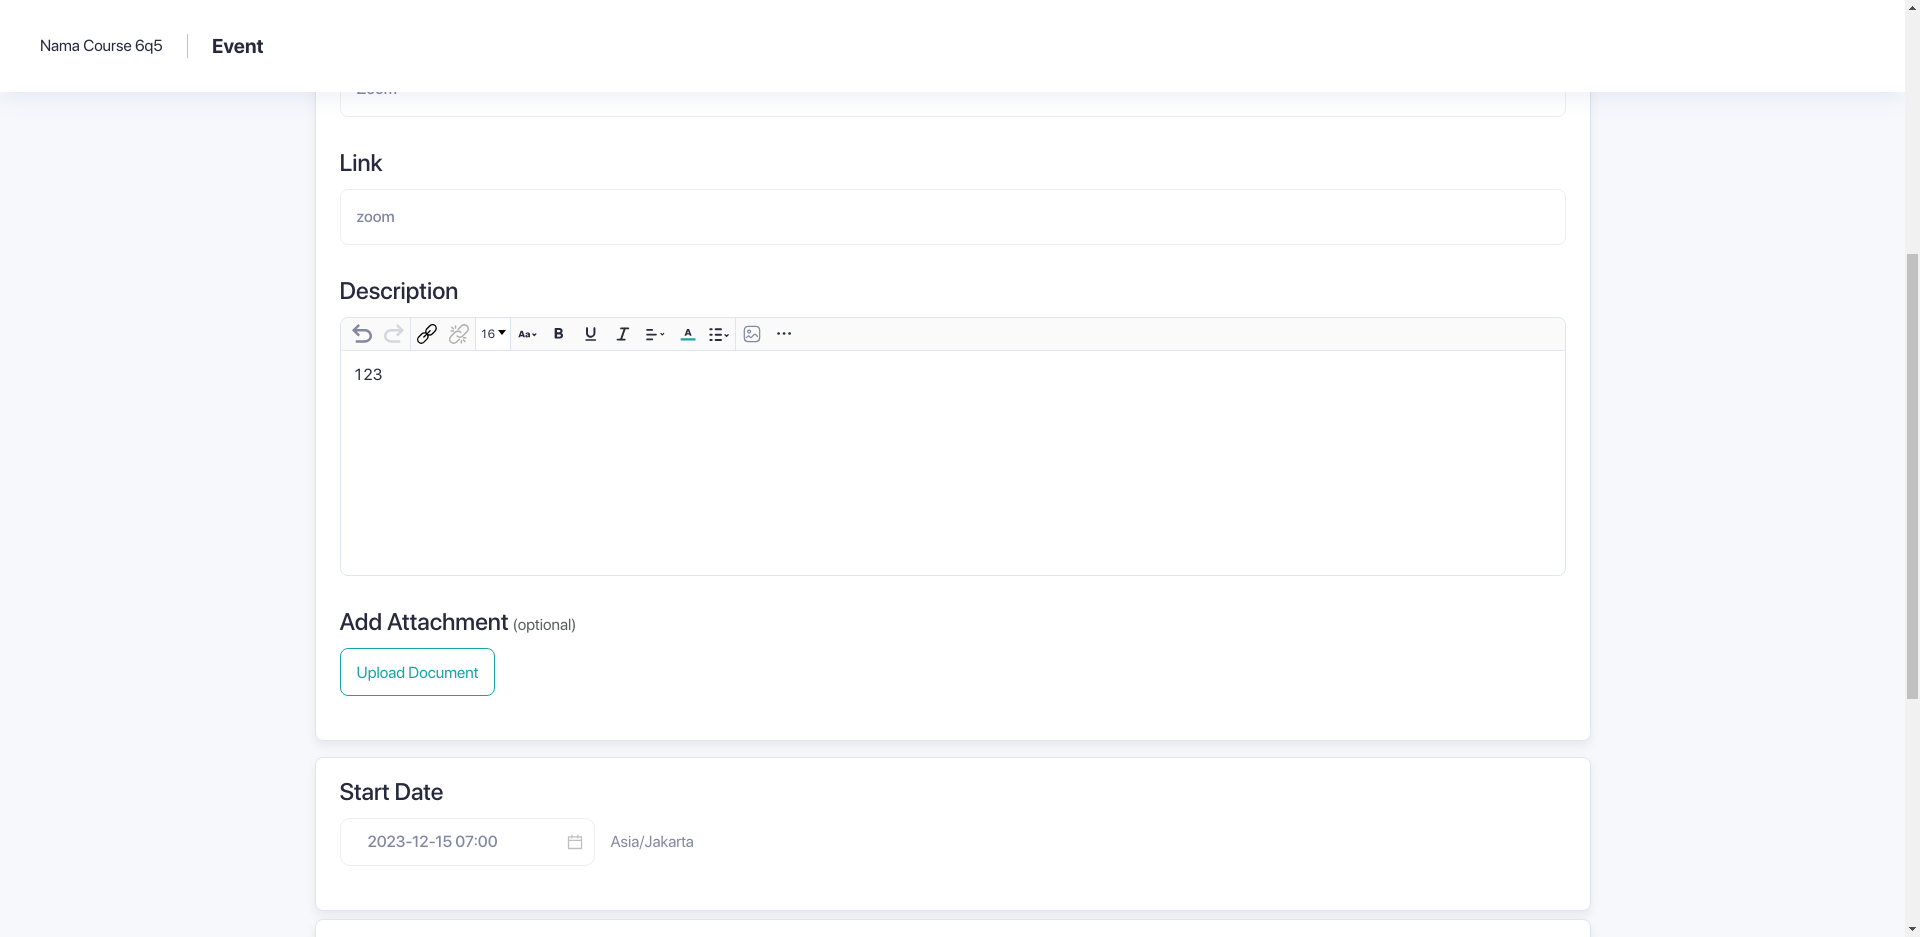 Nama Course 6q5
Event
Link
zoom
Description
16
Aa
B
U
I
A
123
Add Attachment (optional)
Upload Document
Start Date
2023-12-15 07:00
Asia/Jakarta